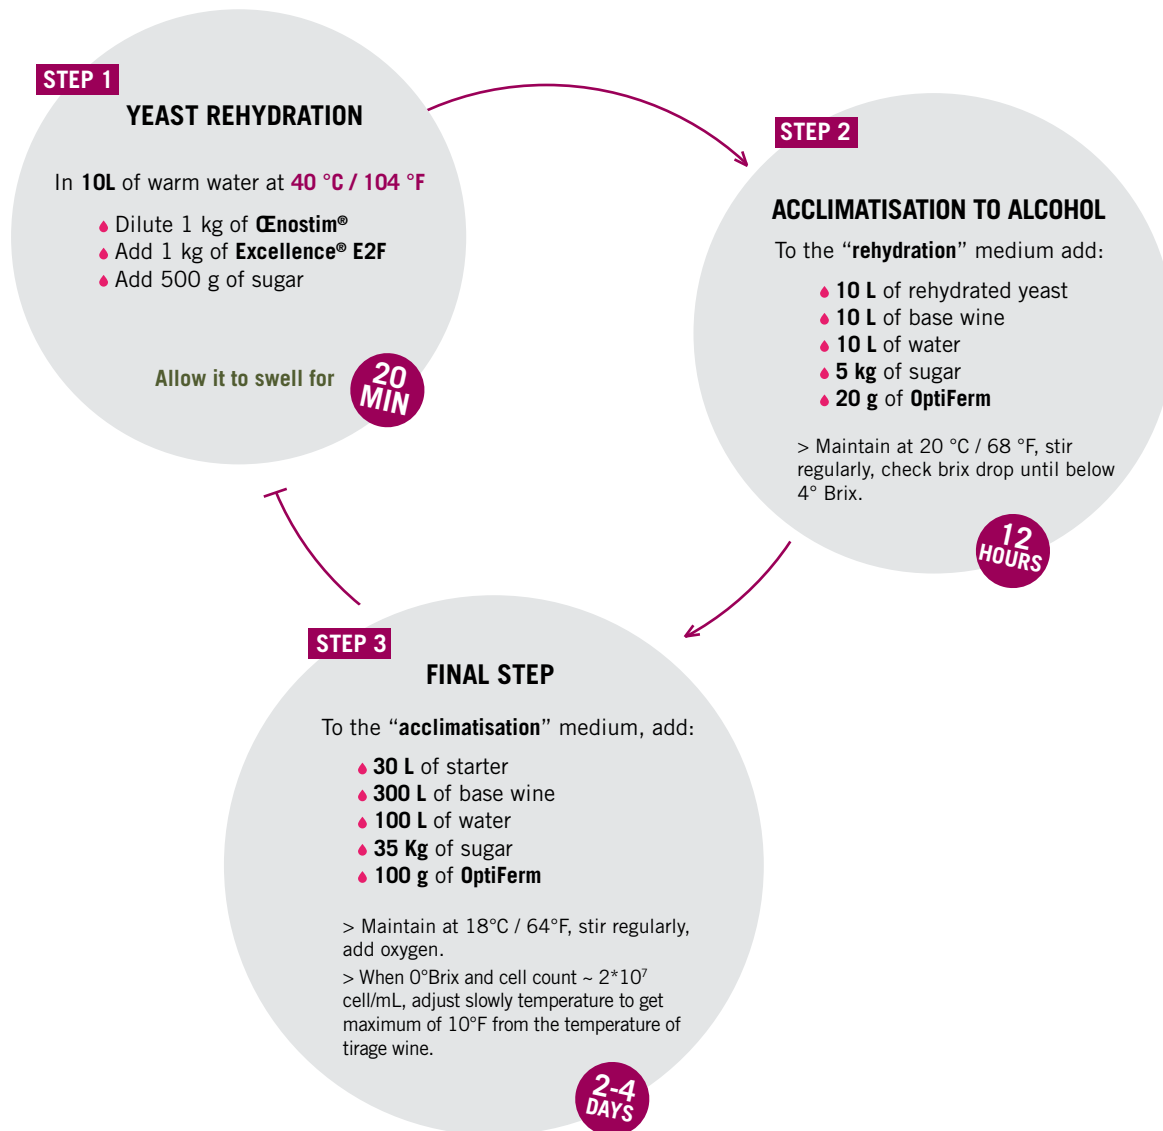 STEP 1
YEAST REHYDRATION
In 10L of warm water at 40 °C / 104 °F
Dilute 1 kg of Œnostim®
Add 1 kg of Excellence® E2F
Add 500 g of sugar
Allow it to swell for
20
MIN
STEP 2
ACCLIMATISATION TO ALCOHOL
To the “rehydration” medium add:
10 L of rehydrated yeast
10 L of base wine
10 L of water
5 kg of sugar
20 g of OptiFerm
> Maintain at 20 °C / 68 °F, stir
regularly, check brix drop until below
4° Brix.
12
HOURS
STEP 3
FINAL STEP
To the “acclimatisation” medium, add:
30 L of starter
300 L of base wine
100 L of water
35 Kg of sugar
100 g of OptiFerm
> Maintain at 18°C / 64°F, stir regularly,
add oxygen.
> When 0°Brix and cell count ~ 2*10⁷
cell/mL, adjust slowly temperature to get
maximum of 10°F from the temperature of
tirage wine.
2-4
DAYS